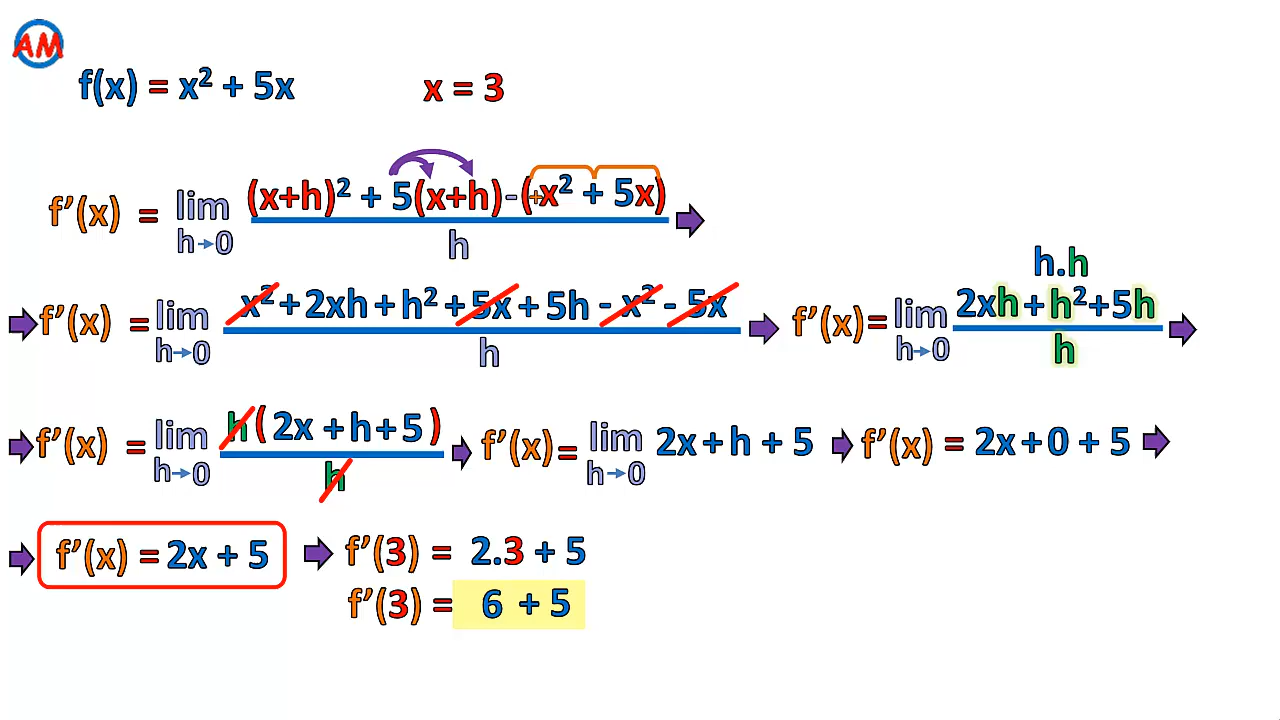 AM
f(x) = x² + 5x x = 3
f'(x) = lim h→0 (x+h)² + 5(x+h) - (+x² + 5x) / h
f'(x) = lim h→0 x² + 2xh + h² + 5x + 5h - x² - 5x / h
h.h
f'(x) = lim h→0 2xh + h² + 5h / h
f'(x) = lim h→0 h(2x + h + 5) / h
f'(x) = lim h→0 2x + h + 5
f'(x) = 2x + 0 + 5
f'(x) = 2x + 5
f'(3) = 2.3 + 5
f'(3) = 6 + 5